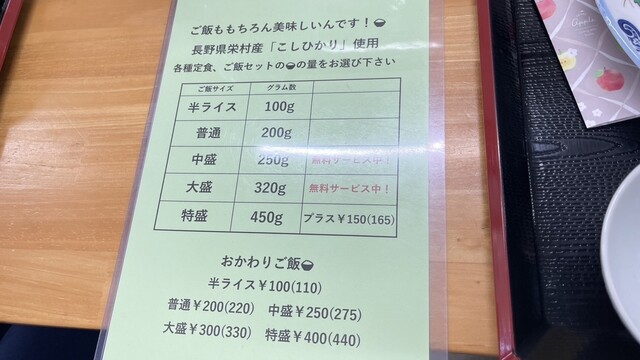 ご飯ももちろん美味しいんです！🍚
長野県栄村産「こしひかり」使用
各種定食、ご飯セットの🍚の量をお選び下さい
ご飯サイズ グラム数
半ライス 100g
普通 200g
中盛 250g 無料サービス中！
大盛 320g 無料サービス中！
特盛 450g プラス￥150(165)
おかわりご飯🍚
半ライス￥100(110)
普通￥200(220) 中盛￥250(275)
大盛￥300(330) 特盛￥400(440)